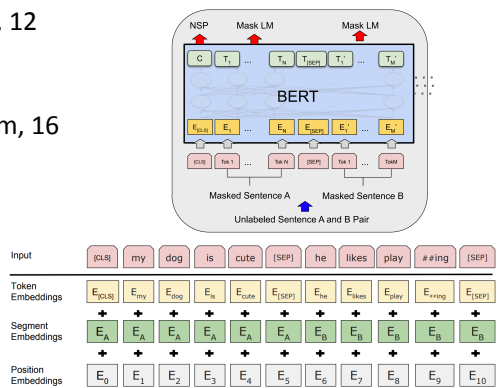 , 12
m, 16
NSP Mask LM Mask LM
C T1 ... TN T[SEP] T1' ... TM'
BERT
E[CLS] E1 ... EN E[SEP] E1' ... EM'
[CLS] Tok 1 ... Tok N [SEP] Tok 1 ... TokM
Masked Sentence A Masked Sentence B
Unlabeled Sentence A and B Pair
Input [CLS] my dog is cute [SEP] he likes play ##ing [SEP]
Token
Embeddings E[CLS] Emy Edog Eis Ecute E[SEP] Ehe Elikes Eplay E##ing E[SEP]
+ + + + + + + + + + +
Segment
Embeddings EA EA EA EA EA EA EB EB EB EB EB
+ + + + + + + + + + +
Position
Embeddings E0 E1 E2 E3 E4 E5 E6 E7 E8 E9 E10